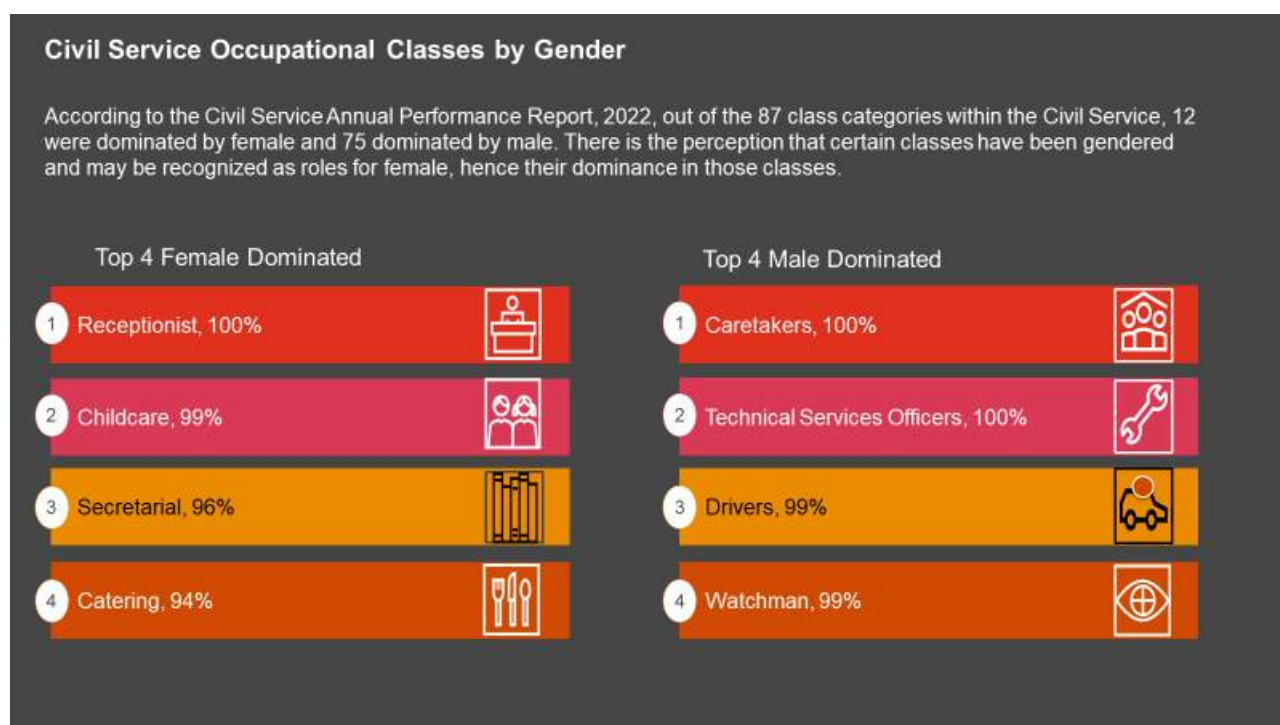 Civil Service Occupational Classes by Gender
According to the Civil Service Annual Performance Report, 2022, out of the 87 class categories within the Civil Service, 12
were dominated by female and 75 dominated by male. There is the perception that certain classes have been gendered
and may be recognized as roles for female, hence their dominance in those classes.
Top 4 Female Dominated
1 Receptionist, 100%
2 Childcare, 99%
3 Secretarial, 96%
4 Catering, 94%
Top 4 Male Dominated
1 Caretakers, 100%
2 Technical Services Officers, 100%
3 Drivers, 99%
4 Watchman, 99%